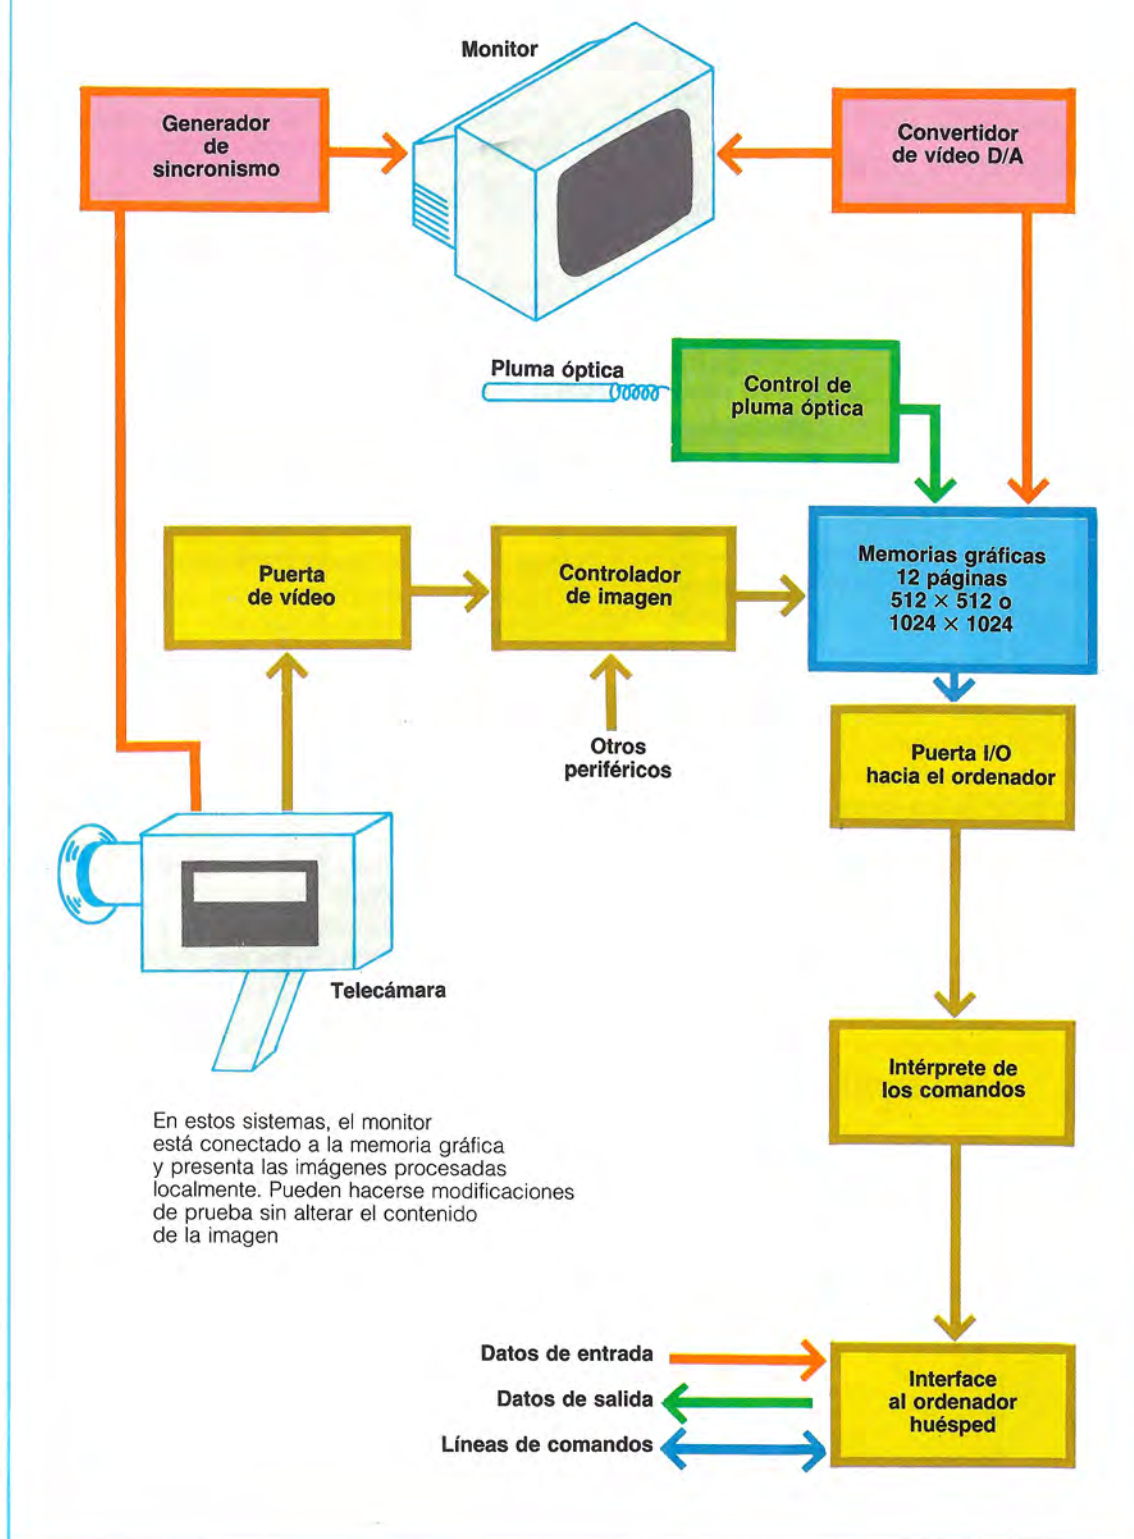 Monitor
Generador
de
sincronismo
Convertidor
de vídeo D/A
Pluma óptica
Control de
pluma óptica
Puerta
de vídeo
Controlador
de imagen
Memorias gráficas
12 páginas
512 × 512 o
1024 × 1024
Otros
periféricos
Puerta I/O
hacia el ordenador
Telecámara
Intérprete de
los comandos
En estos sistemas, el monitor
está conectado a la memoria gráfica
y presenta las imágenes procesadas
localmente. Pueden hacerse modificaciones
de prueba sin alterar el contenido
de la imagen
Datos de entrada
Datos de salida
Líneas de comandos
Interface
al ordenador
huésped